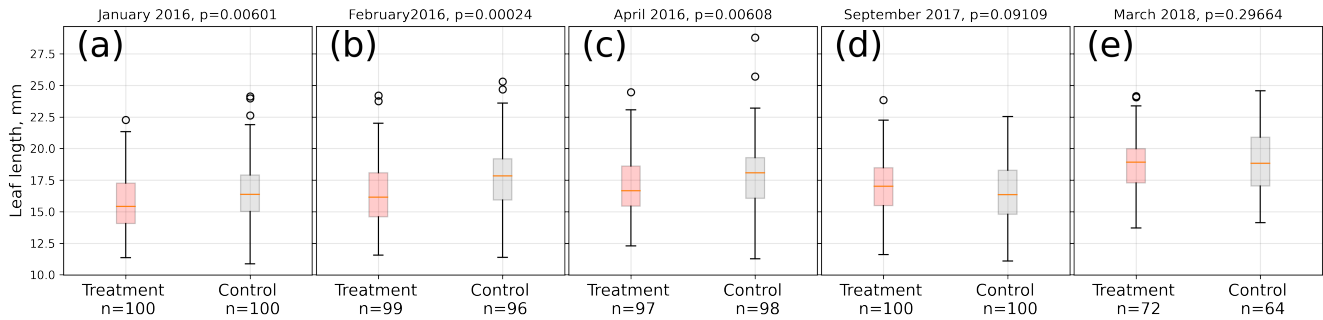 January 2016, p=0.00601
February2016, p=0.00024
April 2016, p=0.00608
September 2017, p=0.09109
March 2018, p=0.29664
(a)
(b)
(c)
(d)
(e)
Leaf length, mm
27.5
25.0
22.5
20.0
17.5
15.0
12.5
10.0
Treatment
n=100
Control
n=100
Treatment
n=99
Control
n=96
Treatment
n=97
Control
n=98
Treatment
n=100
Control
n=100
Treatment
n=72
Control
n=64